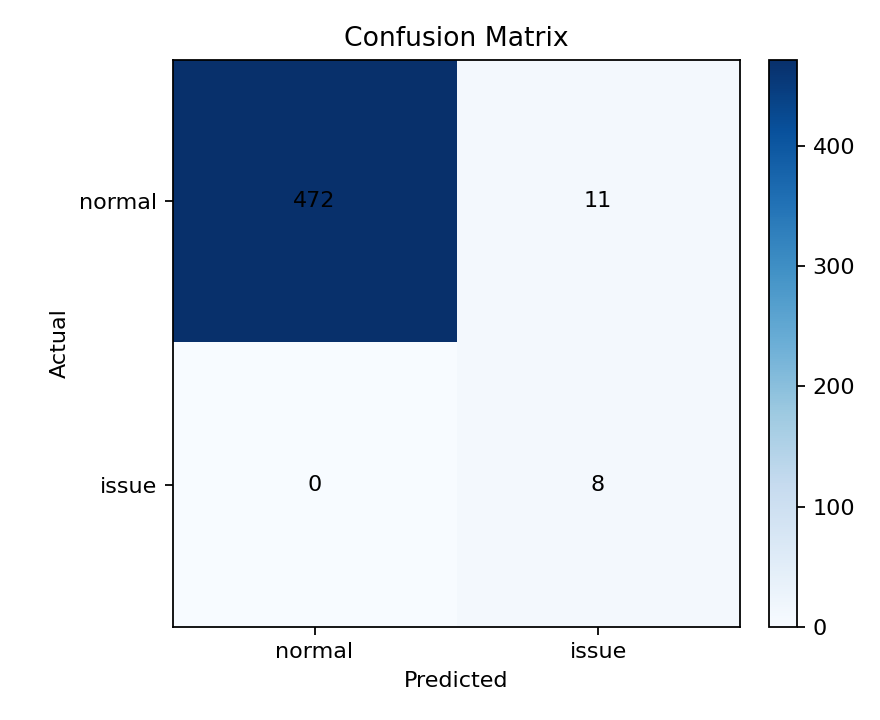 Confusion Matrix
normal
472
11
400
300
Actual
200
issue
0
8
100
0
normal
issue
Predicted